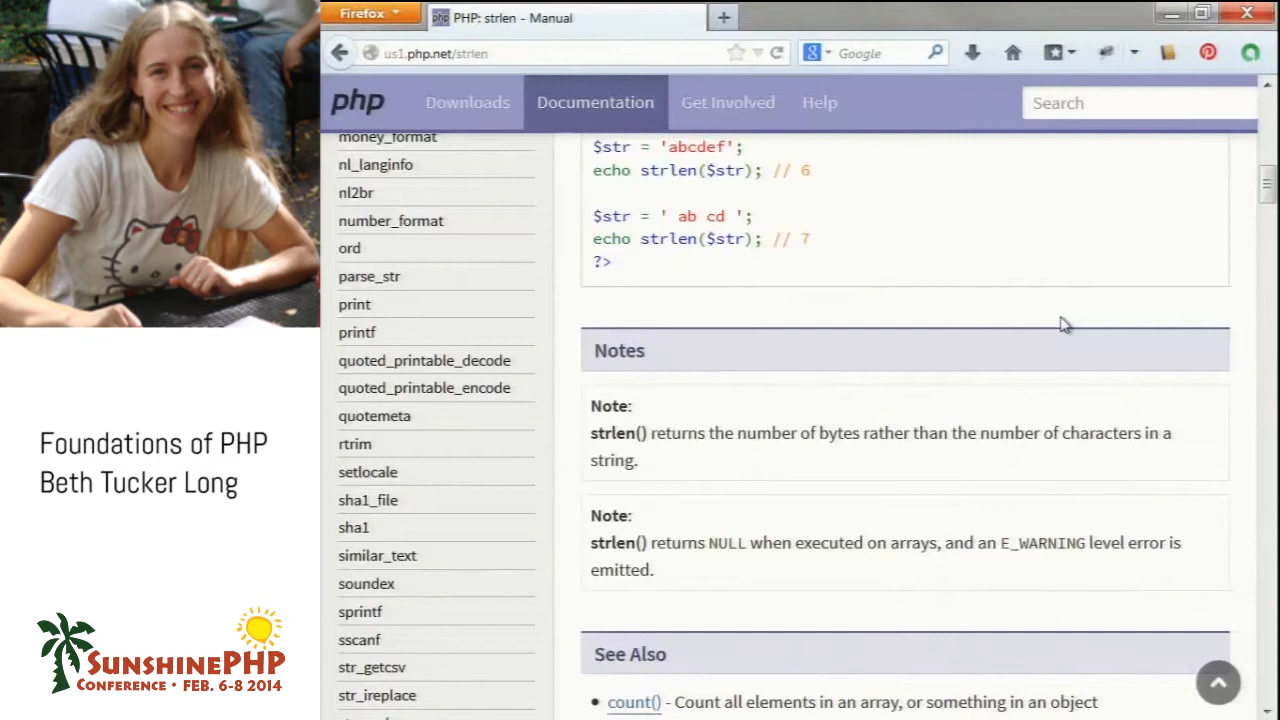 Firefox
PHP: strlen - Manual
us1.php.net/strlen
Google
php
Downloads
Documentation
Get Involved
Help
Search
money_format
nl_langinfo
nl2br
number_format
ord
parse_str
print
printf
quoted_printable_decode
quoted_printable_encode
quotemeta
rtrim
setlocale
sha1_file
sha1
similar_text
soundex
sprintf
sscanf
str_getcsv
str_ireplace
$str = 'abcdef';
echo strlen($str); // 6
$str = ' ab cd ';
echo strlen($str); // 7
?>
Notes
Note:
strlen() returns the number of bytes rather than the number of characters in a
string.
Note:
strlen() returns NULL when executed on arrays, and an E_WARNING level error is
emitted.
See Also
• count() - Count all elements in an array, or something in an object
Foundations of PHP
Beth Tucker Long
SUNSHINEPHP
CONFERENCE • FEB. 6-8 2014